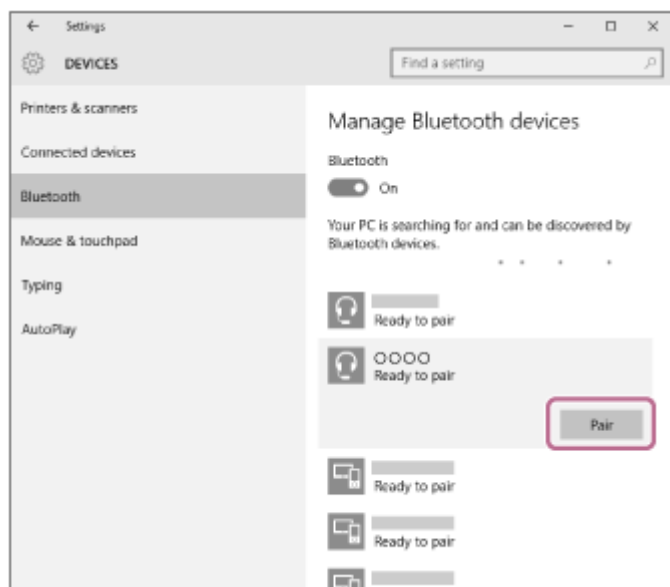 Settings
DEVICES
Find a setting
Printers & scanners
Connected devices
Bluetooth
Mouse & touchpad
Typing
AutoPlay
Manage Bluetooth devices
Bluetooth
On
Your PC is searching for and can be discovered by
Bluetooth devices.
Ready to pair
OOOO
Ready to pair
Pair
Ready to pair
Ready to pair